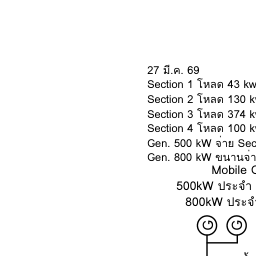 27 มี.ค. 69
Section 1 โหลด 43 kw
Section 2 โหลด 130 k
Section 3 โหลด 374 k
Section 4 โหลด 100 k
Gen. 500 kW จ่าย Sec
Gen. 800 kW ขนานจ่า
Mobile G
500kW ประจำ
800kW ประจำ
G G